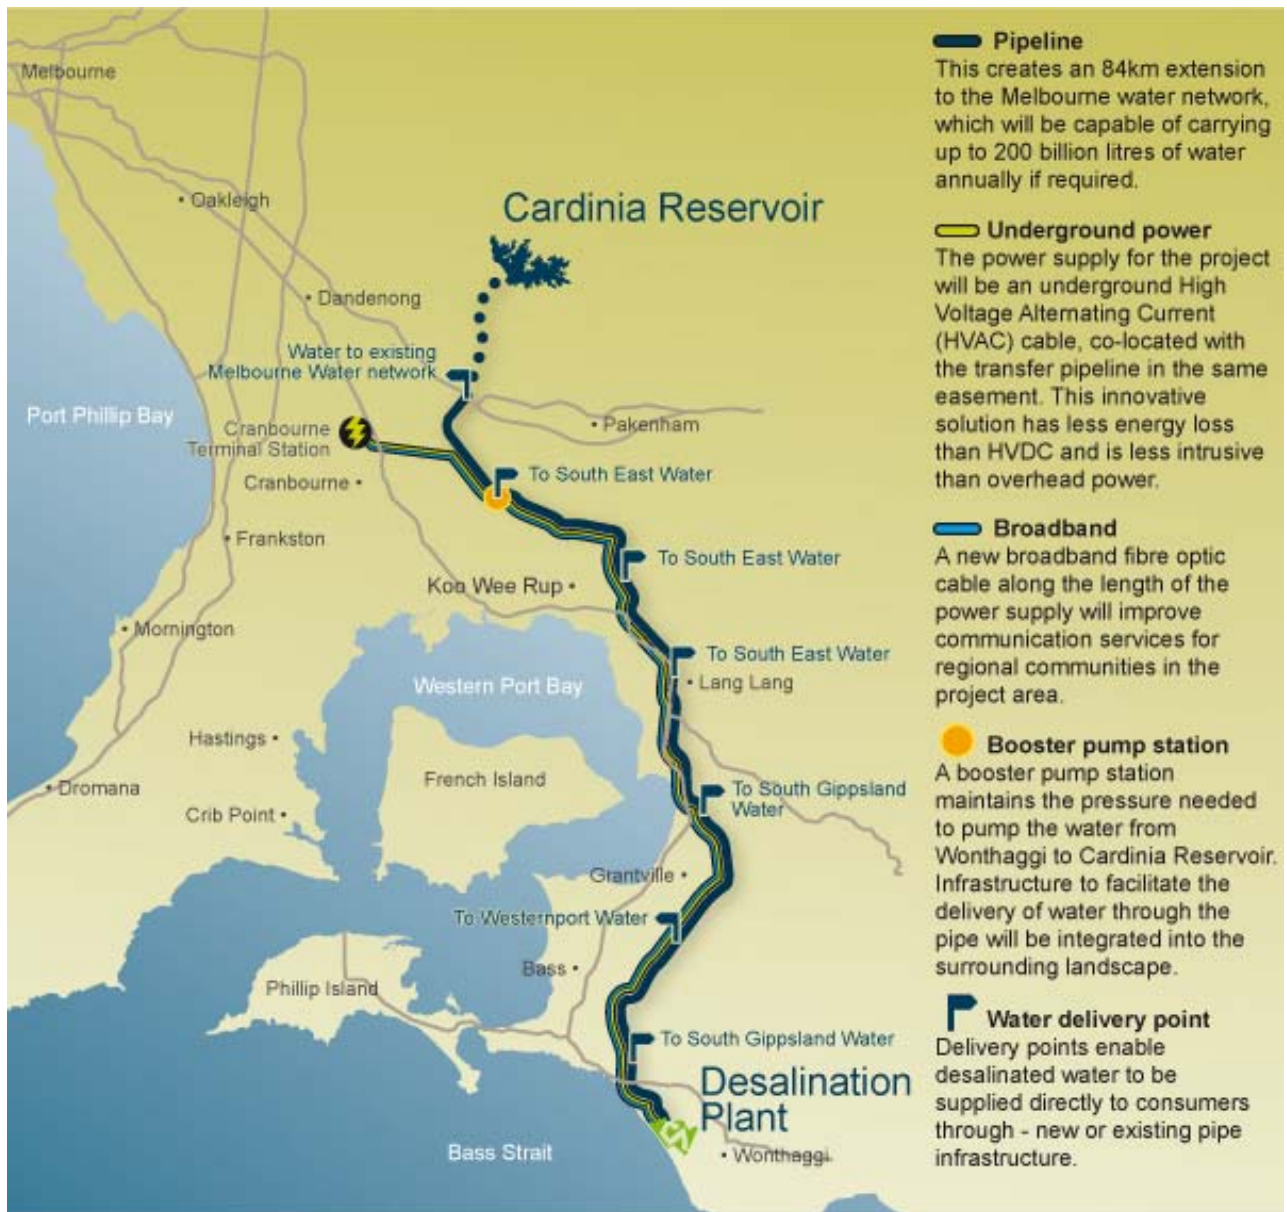 Melbourne
Oakleigh
Cardinia Reservoir
Dandenong
Water to existing
Melbourne Water network
Port Phillip Bay
Cranbourne
Terminal Station
Pakenham
To South East Water
Cranbourne
Frankston
To South East Water
Koo Wee Rup
Mornington
To South East Water
Western Port Bay
Lang Lang
Hastings
French Island
Dromana
To South Gippsland
Water
Crib Point
Grantville
To Westernport Water
Bass
Phillip Island
To South Gippsland Water
Desalination
Plant
Bass Strait
Wonthaggi
Pipeline
This creates an 84km extension
to the Melbourne water network,
which will be capable of carrying
up to 200 billion litres of water
annually if required.
Underground power
The power supply for the project
will be an underground High
Voltage Alternating Current
(HVAC) cable, co-located with
the transfer pipeline in the same
easement. This innovative
solution has less energy loss
than HVDC and is less intrusive
than overhead power.
Broadband
A new broadband fibre optic
cable along the length of the
power supply will improve
communication services for
regional communities in the
project area.
Booster pump station
A booster pump station
maintains the pressure needed
to pump the water from
Wonthaggi to Cardinia Reservoir.
Infrastructure to facilitate the
delivery of water through the
pipe will be integrated into the
surrounding landscape.
Water delivery point
Delivery points enable
desalinated water to be
supplied directly to consumers
through - new or existing pipe
infrastructure.